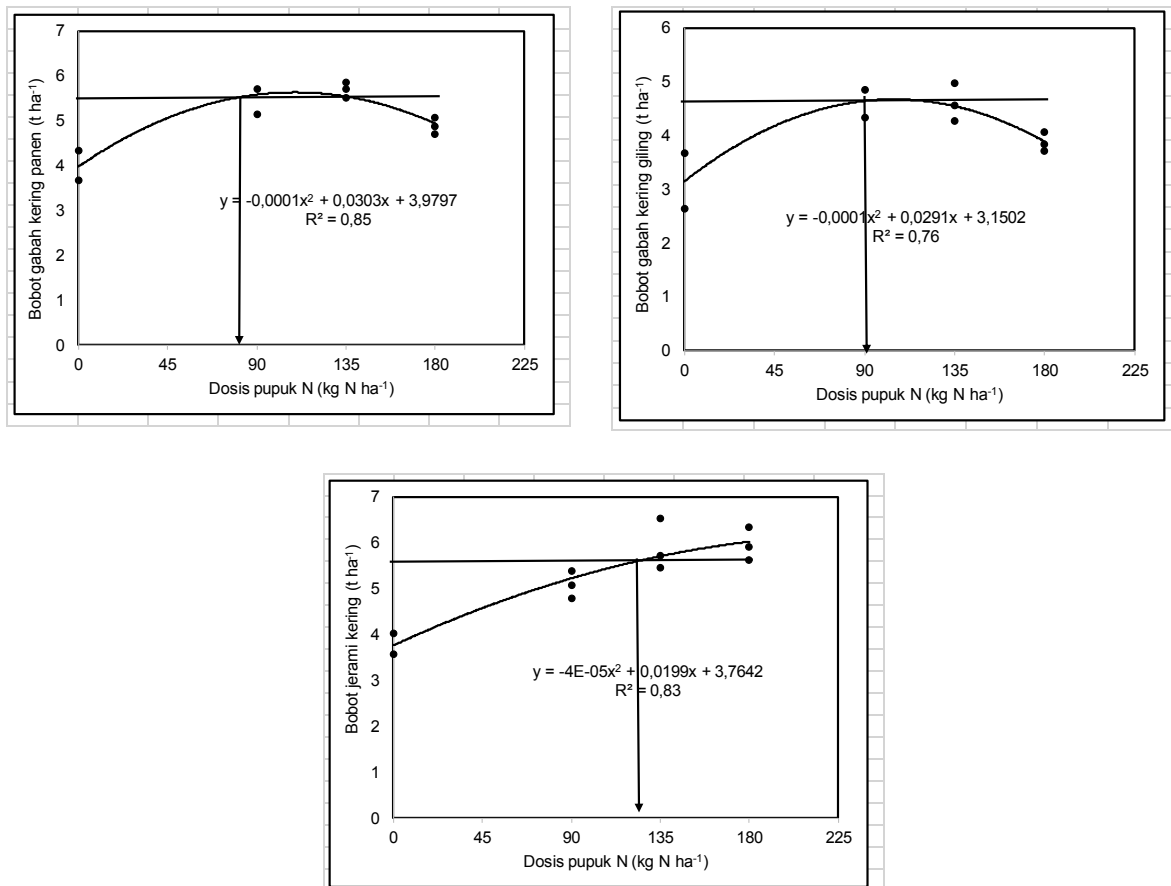 Bobot gabah kering panen (t ha⁻¹)
7
6
5
4
3
2
1
0
y = -0,0001x² + 0,0303x + 3,9797
R² = 0,85
0 45 90 135 180 225
Dosis pupuk N (kg N ha⁻¹)
Bobot gabah kering giling (t ha⁻¹)
6
5
4
3
2
1
0
y = -0,0001x² + 0,0291x + 3,1502
R² = 0,76
0 45 90 135 180 225
Dosis pupuk N (kg N ha⁻¹)
Bobot jerami kering (t ha⁻¹)
7
6
5
4
3
2
1
0
y = -4E-05x² + 0,0199x + 3,7642
R² = 0,83
0 45 90 135 180 225
Dosis pupuk N (kg N ha⁻¹)